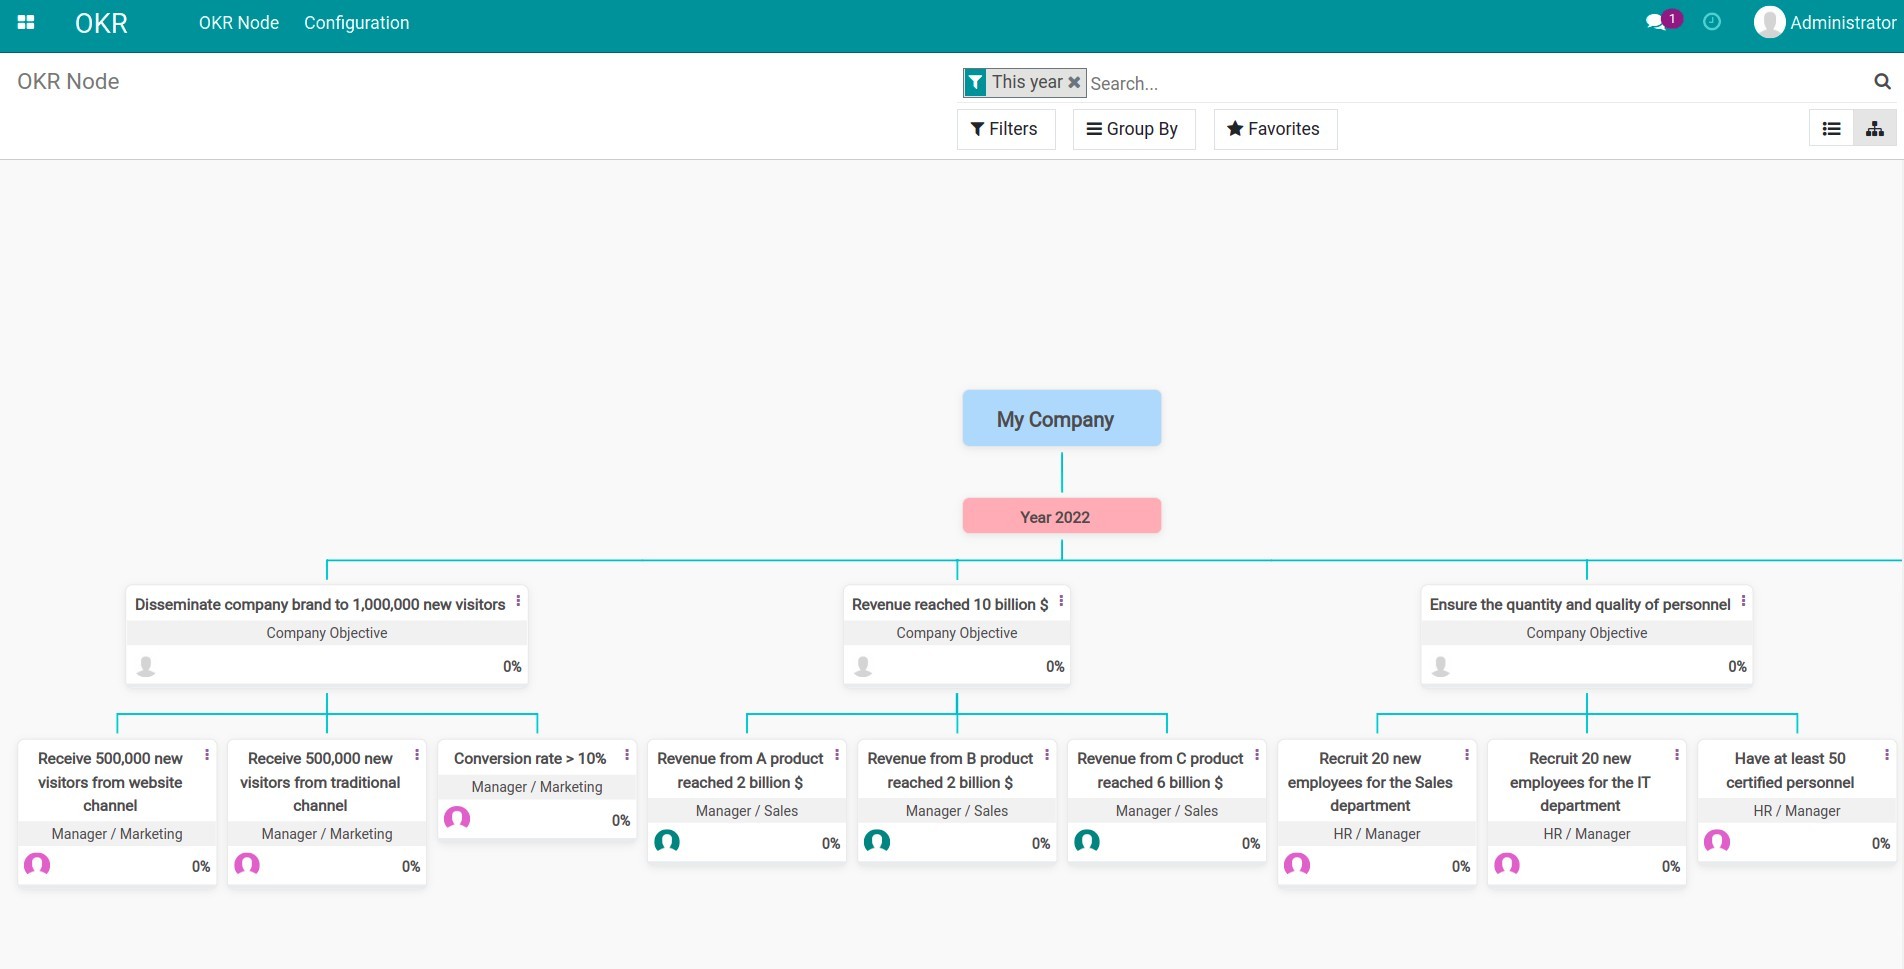 OKR
OKR Node
Configuration
1
Administrator
OKR Node
This year
Search...
Filters
Group By
Favorites
My Company
Year 2022
Disseminate company brand to 1,000,000 new visitors
Company Objective
0%
Revenue reached 10 billion $
Company Objective
0%
Ensure the quantity and quality of personnel
Company Objective
0%
Receive 500,000 new
visitors from website
channel
Manager / Marketing
0%
Receive 500,000 new
visitors from traditional
channel
Manager / Marketing
0%
Conversion rate > 10%
Manager / Marketing
0%
Revenue from A product
reached 2 billion $
Manager / Sales
0%
Revenue from B product
reached 2 billion $
Manager / Sales
0%
Revenue from C product
reached 6 billion $
Manager / Sales
0%
Recruit 20 new
employees for the Sales
department
HR / Manager
0%
Recruit 20 new
employees for the IT
department
HR / Manager
0%
Have at least 50
certified personnel
HR / Manager
0%